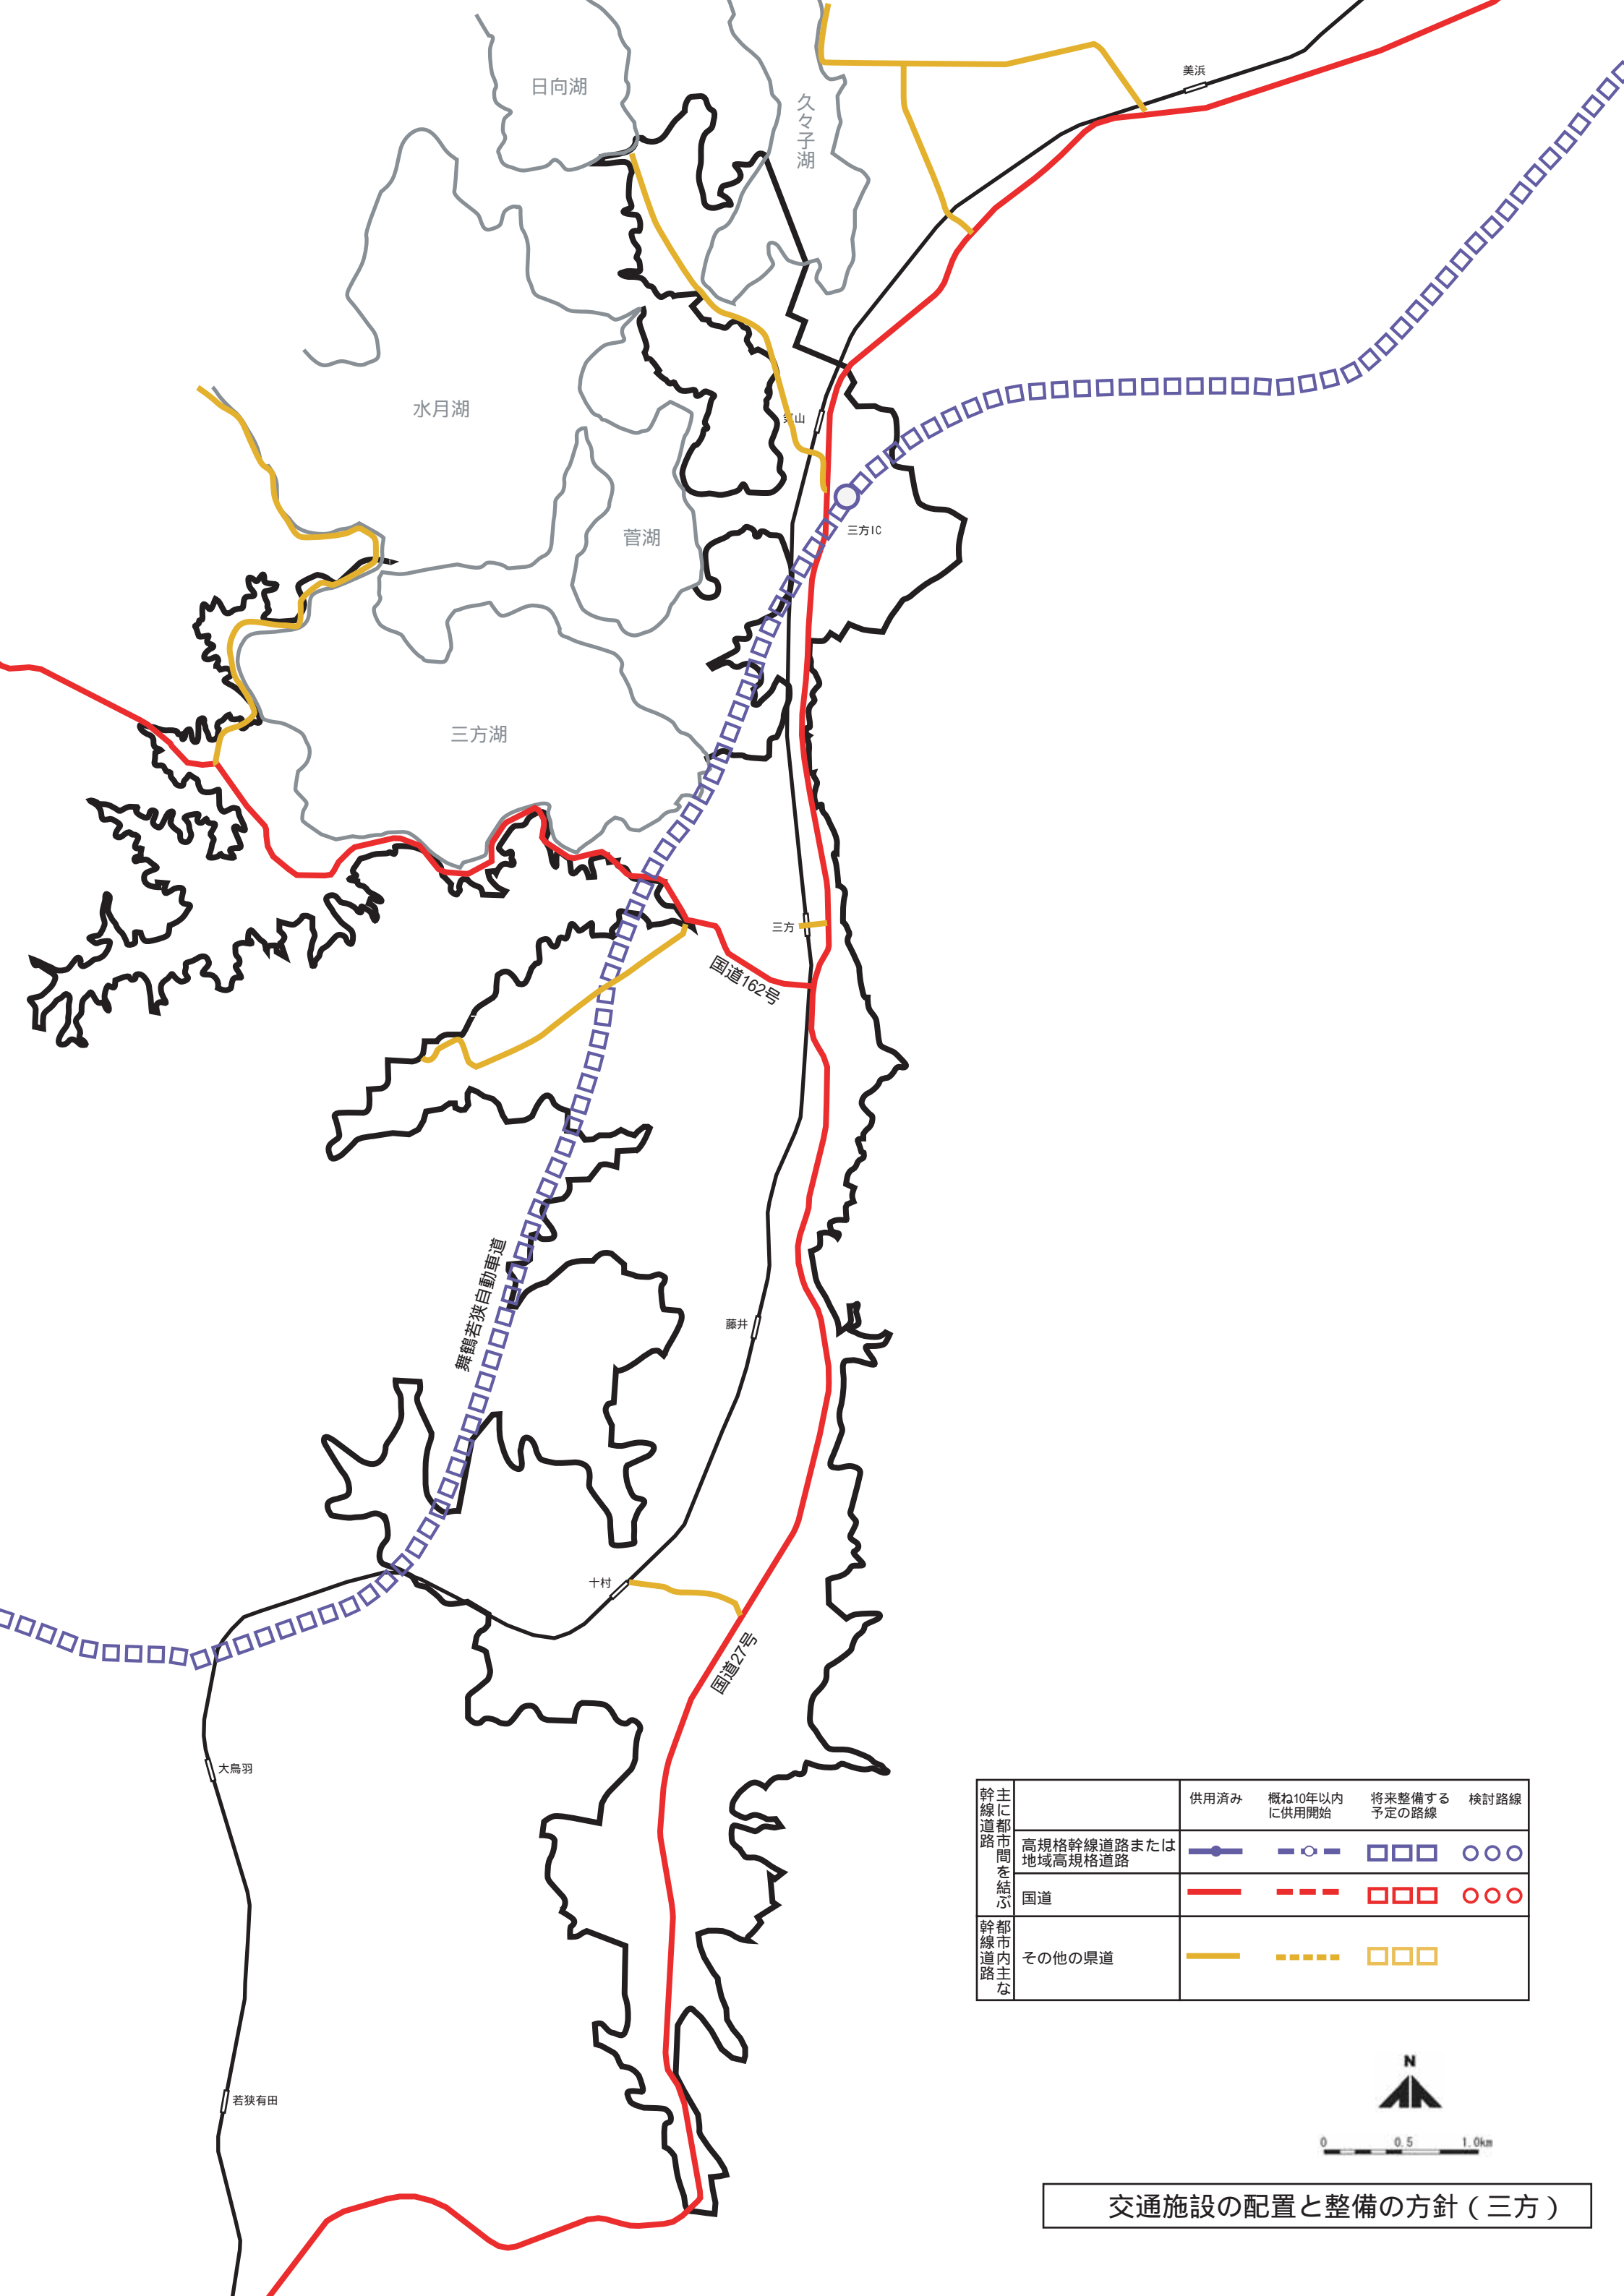 美浜
日向湖
久々子湖
水月湖
山
菅湖
三方IC
三方湖
三方
国道162号
舞鶴若狭自動車道
藤井
十村
国道27号
大鳥羽
若狭有田
主に都市間を結ぶ
幹線道路
供用済み
概ね10年以内
に供用開始
将来整備する
予定の路線
検討路線
高規格幹線道路または
地域高規格道路
国道
都市内主な
幹線道路
その他の県道
N
0 0.5 1.0km
交通施設の配置と整備の方針（三方）